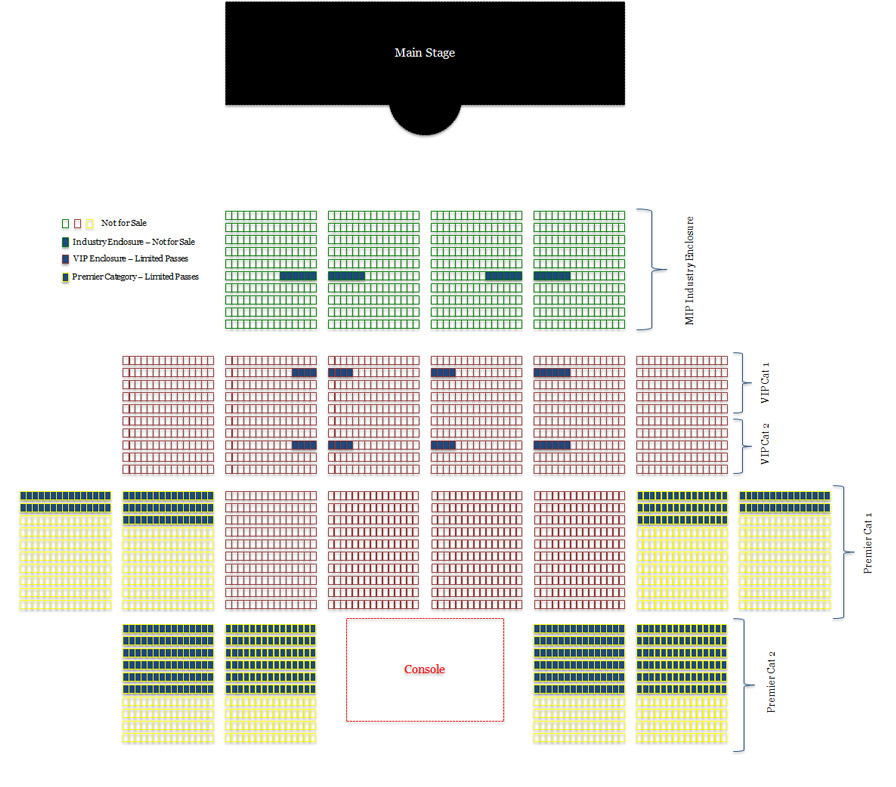 Main Stage
Not for Sale
Industry Endosure – Not for Sale
VIP Enclosure – Limited Passes
Premier Category – Limited Passes
MIP Industry Enclosure
VIP Cat 1
VIP Cat 2
Premier Cat 1
Console
Premier Cat 2